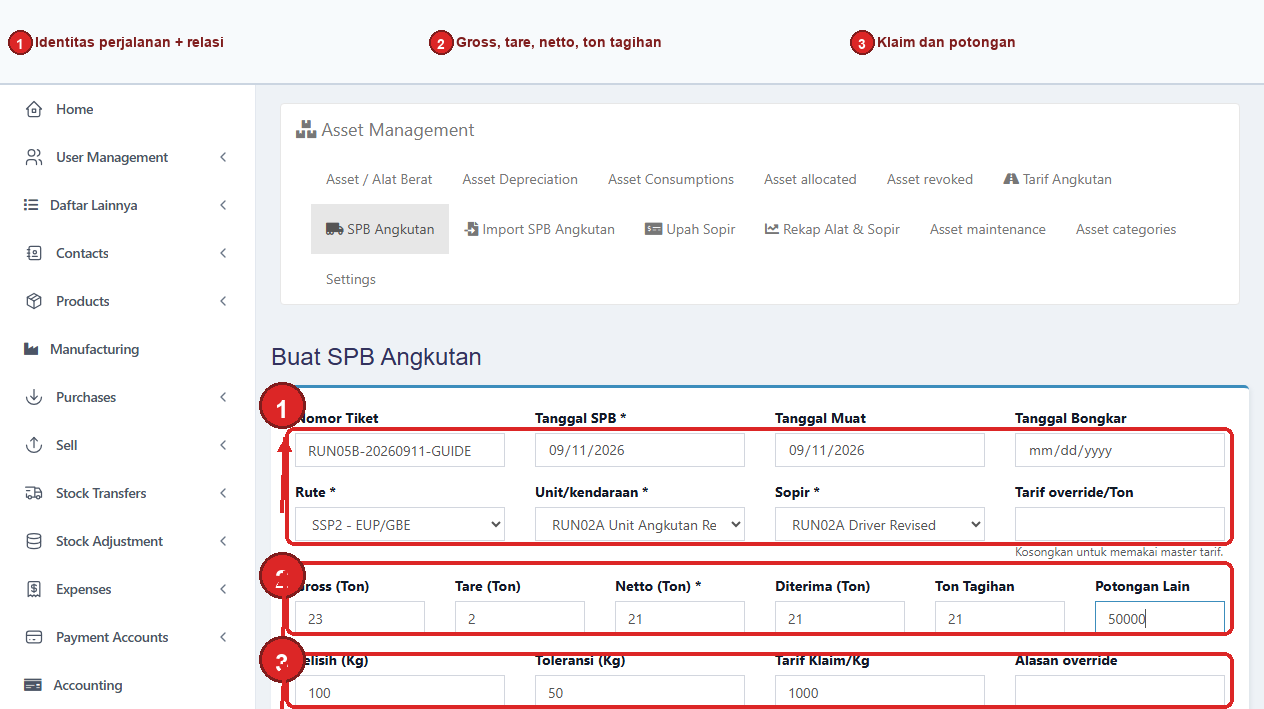 1 Identitas perjalanan + relasi
2 Gross, tare, netto, ton tagihan
3 Klaim dan potongan
Home
User Management
Daftar Lainnya
Contacts
Products
Manufacturing
Purchases
Sell
Stock Transfers
Stock Adjustment
Expenses
Payment Accounts
Accounting
Asset Management
Asset / Alat Berat
Asset Depreciation
Asset Consumptions
Asset allocated
Asset revoked
Tarif Angkutan
SPB Angkutan
Import SPB Angkutan
Upah Sopir
Rekap Alat & Sopir
Asset maintenance
Asset categories
Settings
Buat SPB Angkutan
1
Nomor Tiket
Tanggal SPB *
Tanggal Muat
Tanggal Bongkar
RUN05B-20260911-GUIDE
09/11/2026
09/11/2026
mm/dd/yyyy
Rute *
Unit/kendaraan *
Sopir *
Tarif override/Ton
SSP2 - EUP/GBE
RUN02A Unit Angkutan Re
RUN02A Driver Revised
Kosongkan untuk memakai master tarif.
2
Gross (Ton)
Tare (Ton)
Netto (Ton) *
Diterima (Ton)
Ton Tagihan
Potongan Lain
23
2
21
21
21
50000
3
Selisih (Kg)
Toleransi (Kg)
Tarif Klaim/Kg
Alasan override
100
50
1000